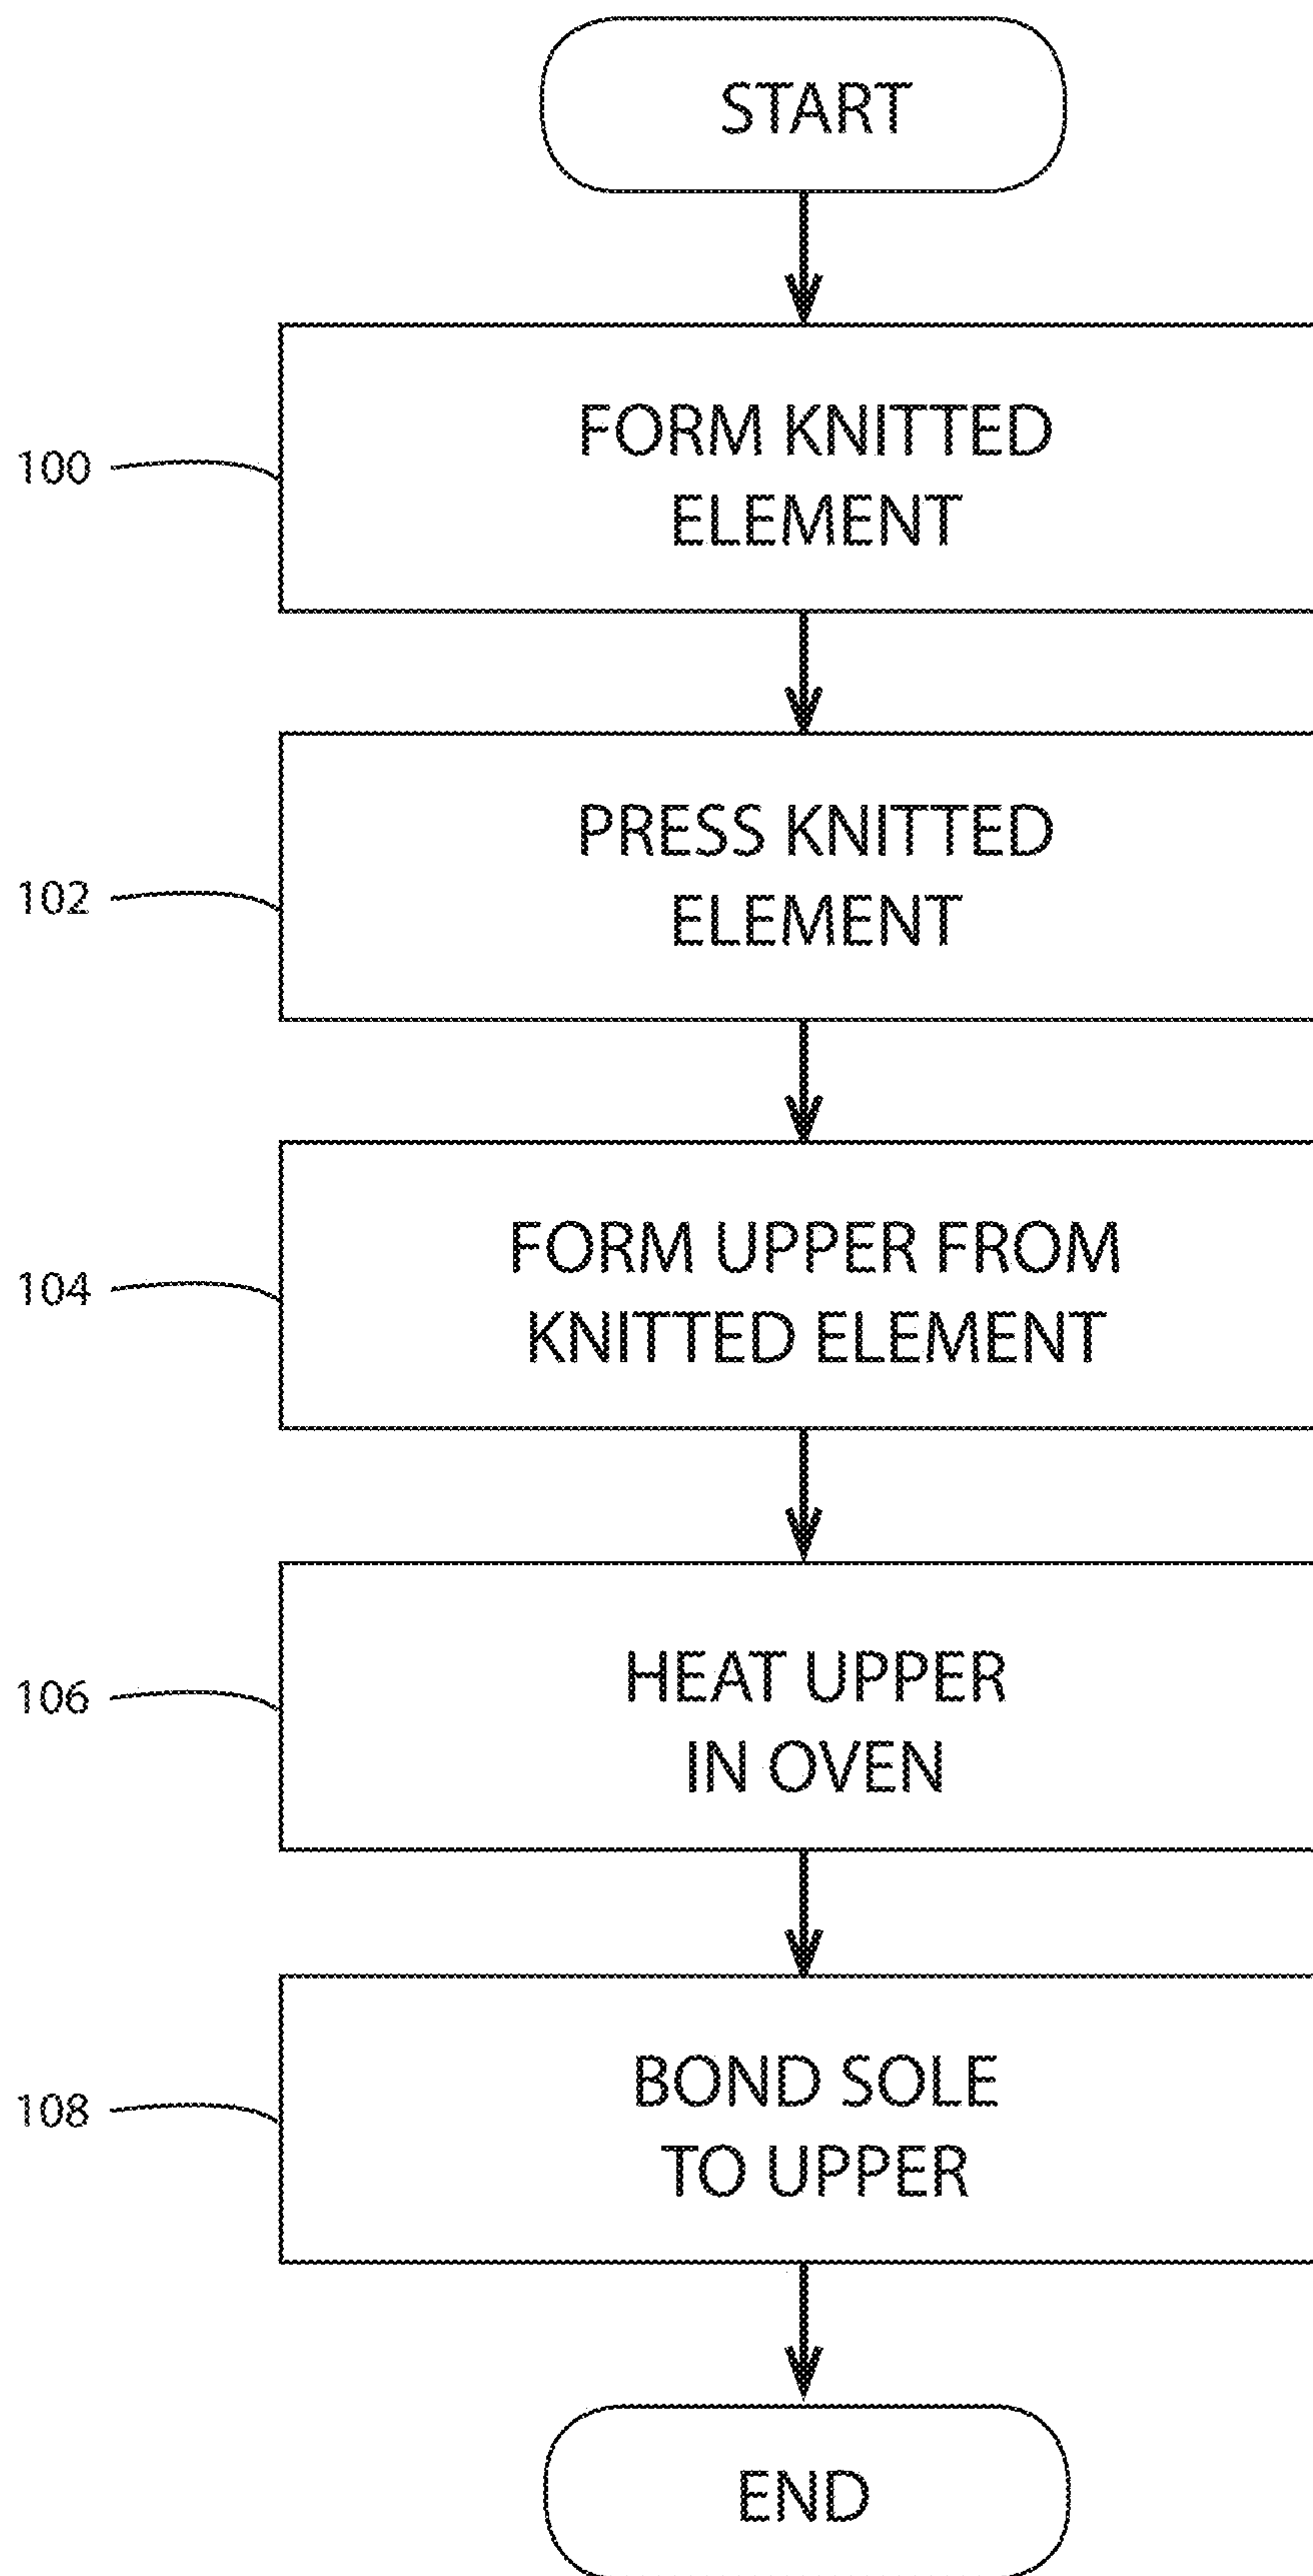 START
100
FORM KNITTED
ELEMENT
102
PRESS KNITTED
ELEMENT
104
FORM UPPER FROM
KNITTED ELEMENT
106
HEAT UPPER
IN OVEN
108
BOND SOLE
TO UPPER
END